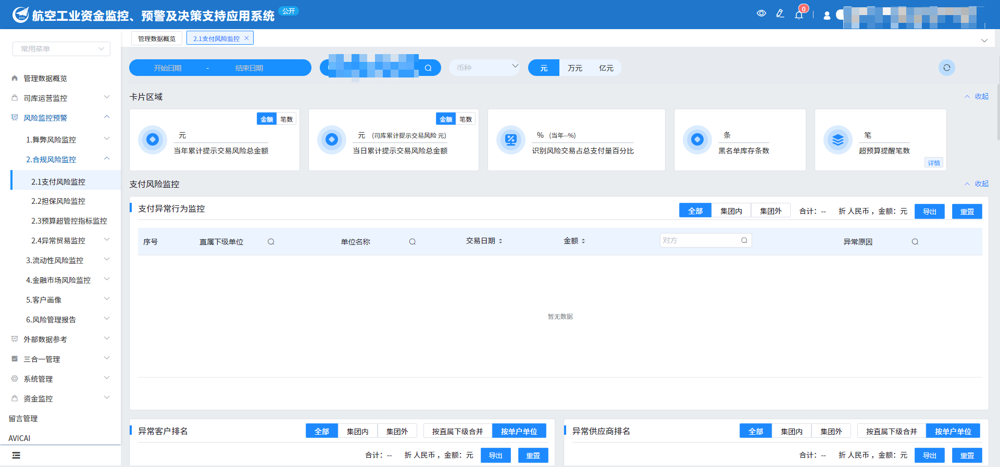 航空工业资金监控、预警及决策支持应用系统 公开 0
常用菜单
管理数据概览 2.1支付风险监控
开始日期 - 结束日期 币种 元 万元 亿元
管理数据概览
司库运营监控
风险监控预警
1.舞弊风险监控
2.合规风险监控
2.1支付风险监控
2.2担保风险监控
2.3预算超管控指标监控
2.4异常贸易监控
3.流动性风险监控
4.金融市场风险监控
5.客户画像
6.风险管理报告
外部数据参考
三合一管理
系统管理
资金监控
留言管理
AVICAI
卡片区域 收起
金额 笔数
元
当年累计提示交易风险总金额
金额 笔数
元 (司库累计提示交易风险 元)
当日累计提示交易风险总金额
% (当年--%)
识别风险交易占总支付量百分比
条
黑名单库存条数
笔
超预算提醒笔数
详情
支付风险监控 收起
支付异常行为监控 全部 集团内 集团外 合计：-- 折 人民币 ，金额：元 导出 重置
序号 直属下级单位 单位名称 交易日期 金额 对方 异常原因
暂无数据
异常客户排名 全部 集团内 集团外 按直属下级合并 按单户单位
合计：-- 折 人民币 ，金额：元 导出 重置
异常供应商排名 全部 集团内 集团外 按直属下级合并 按单户单位
合计：-- 折 人民币 ，金额：元 导出 重置